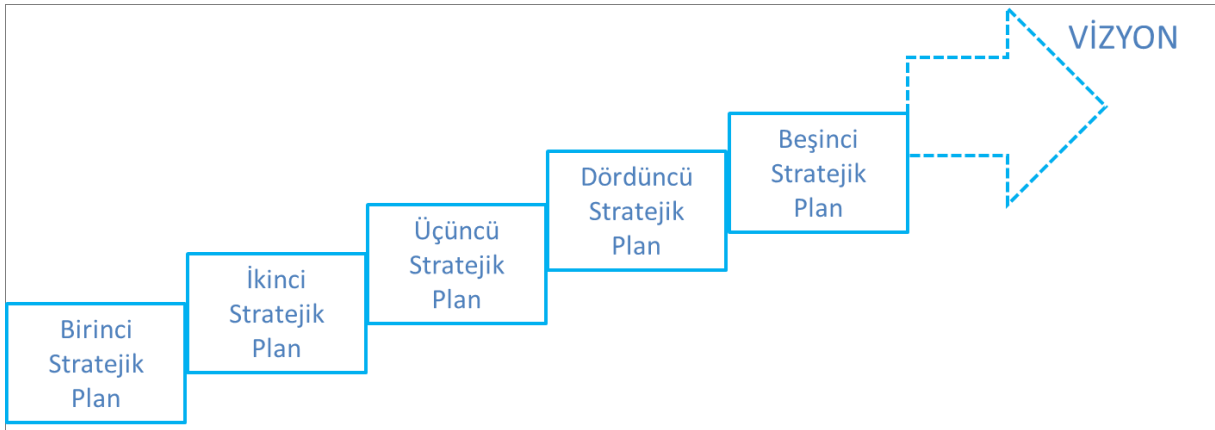 Birinci
Stratejik
Plan
İkinci
Stratejik
Plan
Üçüncü
Stratejik
Plan
Dördüncü
Stratejik
Plan
Beşinci
Stratejik
Plan
VİZYON